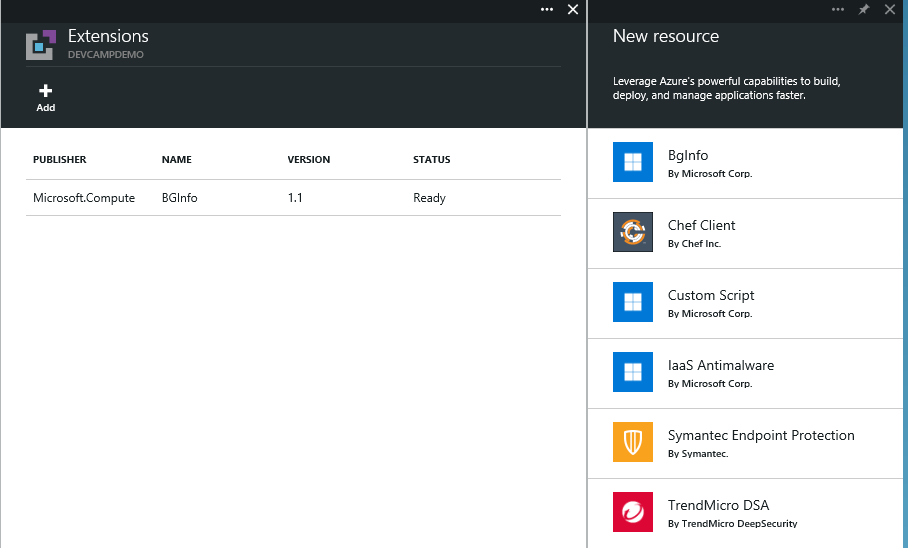 Extensions
DEVCAMPDEMO
Add
PUBLISHER NAME VERSION STATUS
Microsoft.Compute BGInfo 1.1 Ready
New resource
Leverage Azure's powerful capabilities to build,
deploy, and manage applications faster.
BgInfo
By Microsoft Corp.
Chef Client
By Chef Inc.
Custom Script
By Microsoft Corp.
IaaS Antimalware
By Microsoft Corp.
Symantec Endpoint Protection
By Symantec.
TrendMicro DSA
By TrendMicro DeepSecurity